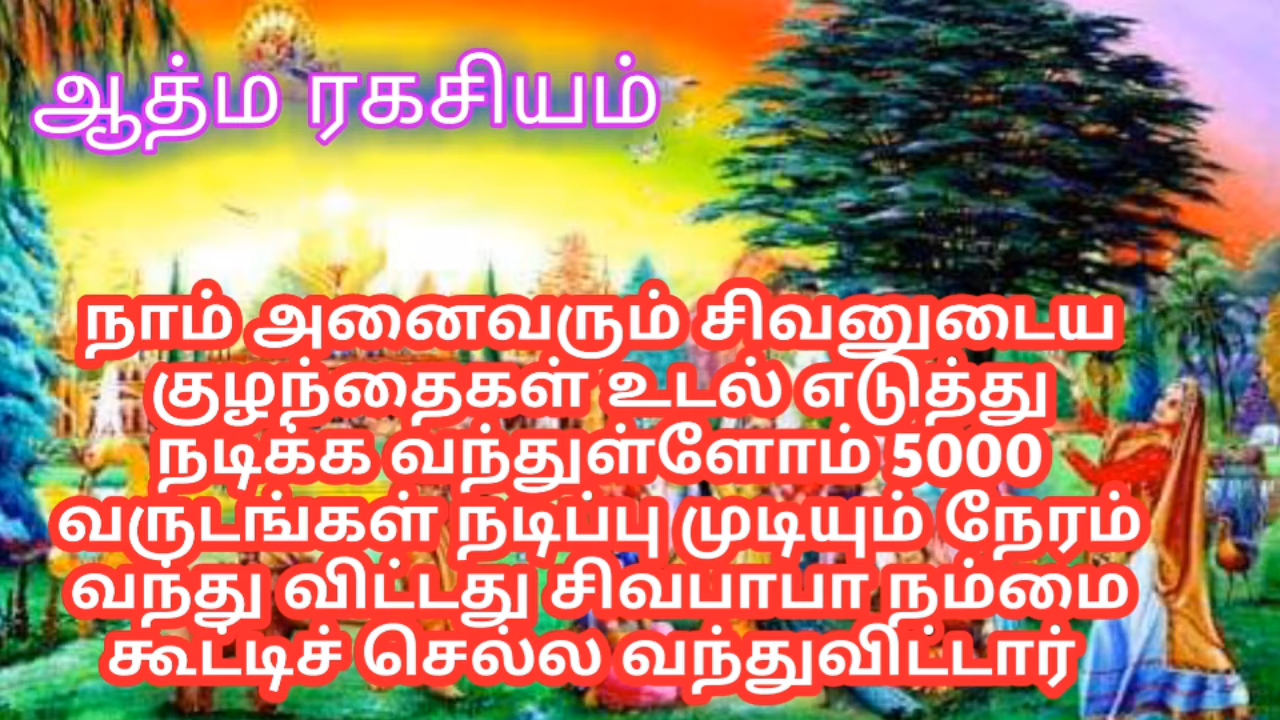 ஆத்ம ரகசியம்
நாம் அனைவரும் சிவனுடைய
குழந்தைகள் உடல் எடுத்து
நடிக்க வந்துள்ளோம் 5000
வருடங்கள் நடிப்பு முடியும் நேரம்
வந்து விட்டது சிவபாபா நம்மை
கூட்டிச் செல்ல வந்துவிட்டார்